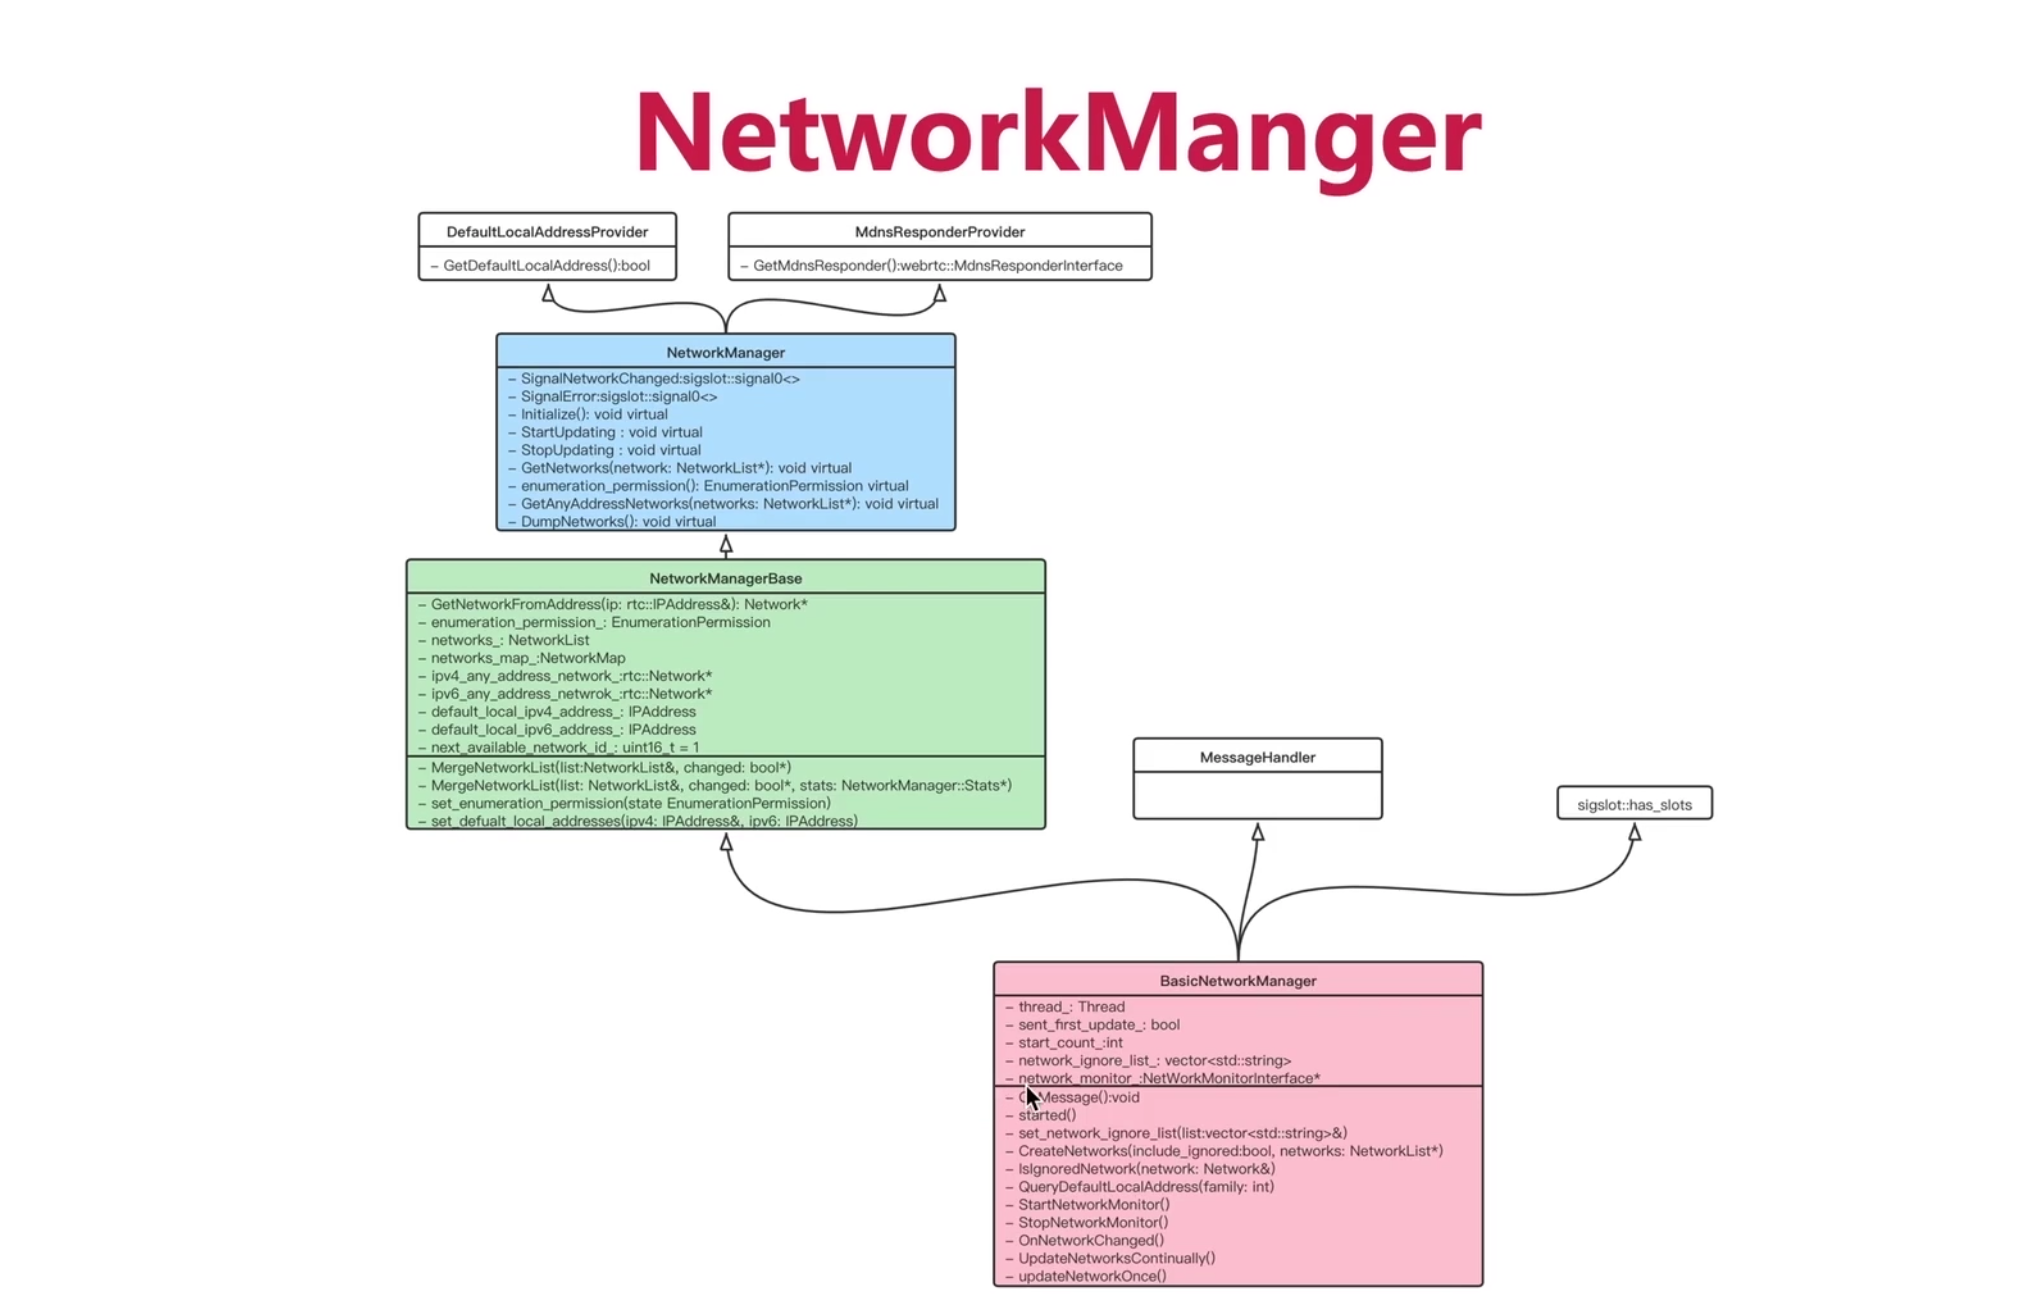 NetworkManger
DefaultLocalAddressProvider
- GetDefaultLocalAddress():bool
MdnsResponderProvider
- GetMdnsResponder():webrtc::MdnsResponderInterface
NetworkManager
- SignalNetworkChanged:sigslot::signal0<>
- SignalError:sigslot::signal0<>
- Initialize(): void virtual
- StartUpdating : void virtual
- StopUpdating : void virtual
- GetNetworks(network: NetworkList*): void virtual
- enumeration_permission(): EnumerationPermission virtual
- GetAnyAddressNetworks(networks: NetworkList*): void virtual
- DumpNetworks(): void virtual
NetworkManagerBase
- GetNetworkFromAddress(ip: rtc::IPAddress&): Network*
- enumeration_permission_: EnumerationPermission
- networks_: NetworkList
- networks_map_:NetworkMap
- ipv4_any_address_network_:rtc::Network*
- ipv6_any_address_netwrok_:rtc::Network*
- default_local_ipv4_address_: IPAddress
- default_local_ipv6_address_: IPAddress
- next_available_network_id_: uint16_t = 1
- MergeNetworkList(list:NetworkList&, changed: bool*)
- MergeNetworkList(list: NetworkList&, changed: bool*, stats: NetworkManager::Stats*)
- set_enumeration_permission(state EnumerationPermission)
- set_defualt_local_addresses(ipv4: IPAddress&, ipv6: IPAddress)
MessageHandler
sigslot::has_slots
BasicNetworkManager
- thread_: Thread
- sent_first_update_: bool
- start_count_:int
- network_ignore_list_: vector<std::string>
- network_monitor_:NetWorkMonitorInterface*
- Message():void
- started()
- set_network_ignore_list(list:vector<std::string>&)
- CreateNetworks(include_ignored:bool, networks: NetworkList*)
- IsIgnoredNetwork(network: Network&)
- QueryDefaultLocalAddress(family: int)
- StartNetworkMonitor()
- StopNetworkMonitor()
- OnNetworkChanged()
- UpdateNetworksContinually()
- updateNetworkOnce()